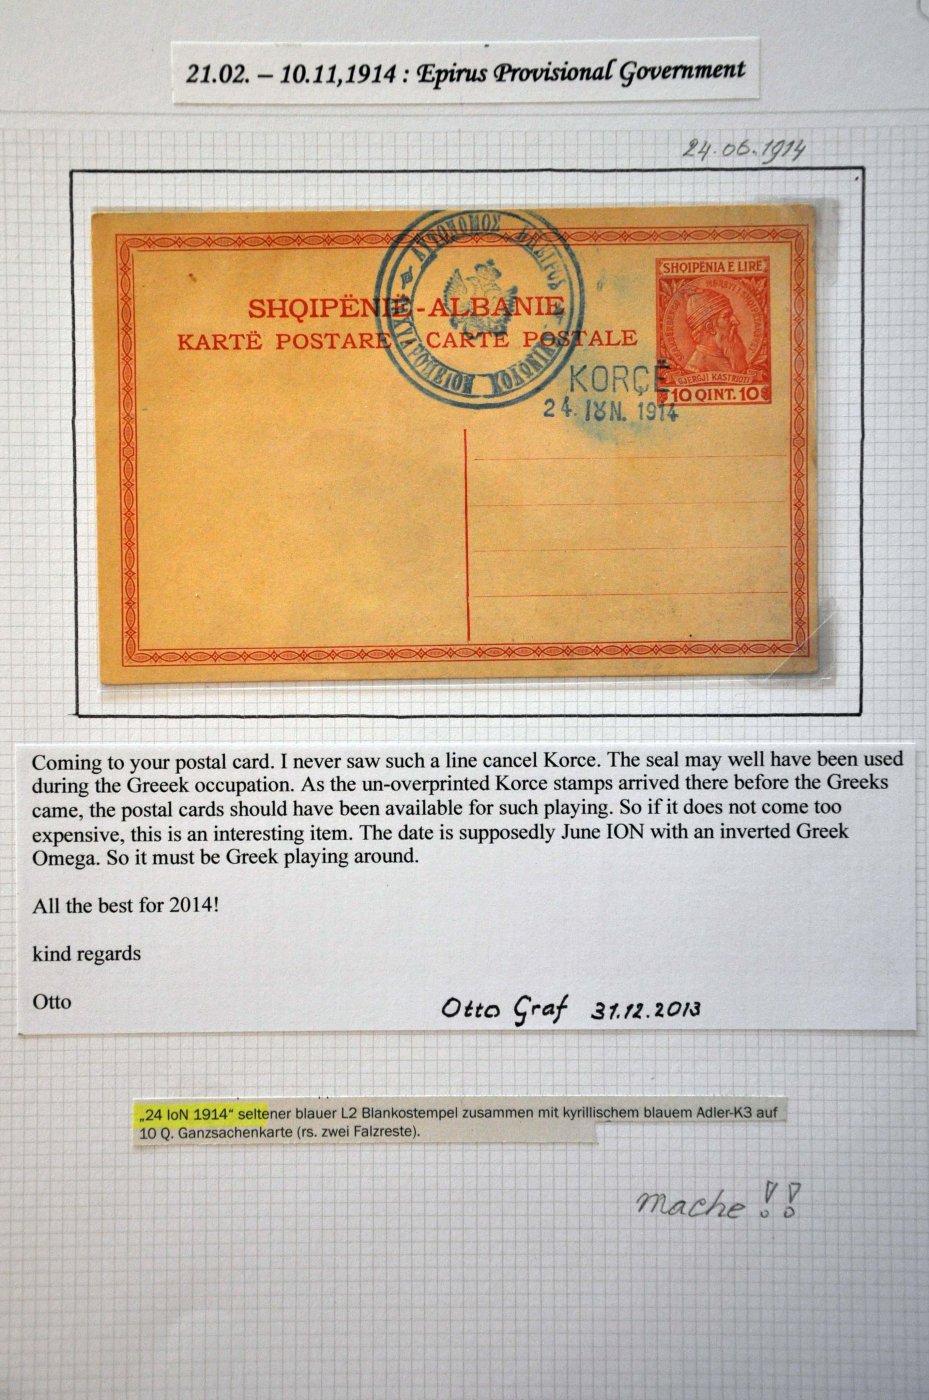 21.02. – 10.11,1914 : Epirus Provisional Government
24.06.1914
ΑΥΤΟΝΟΜΟΣ
SHQIPËNIA E LIRË
SHQIPËNIE-ALBANIE
KARTË POSTARE CARTE POSTALE
GJERGJI KASTRIOTI
10 QINT. 10
KORÇË
24. IȣN. 1914
Coming to your postal card. I never saw such a line cancel Korce. The seal may well have been used
during the Greeek occupation. As the un-overprinted Korce stamps arrived there before the Greeks
came, the postal cards should have been available for such playing. So if it does not come too
expensive, this is an interesting item. The date is supposedly June ION with an inverted Greek
Omega. So it must be Greek playing around.
All the best for 2014!
kind regards
Otto
Otto Graf 31.12.2013
„24 IoN 1914“ seltener blauer L2 Blankostempel zusammen mit kyrillischem blauem Adler-K3 auf
10 Q. Ganzsachenkarte (rs. zwei Falzreste).
Mache!!